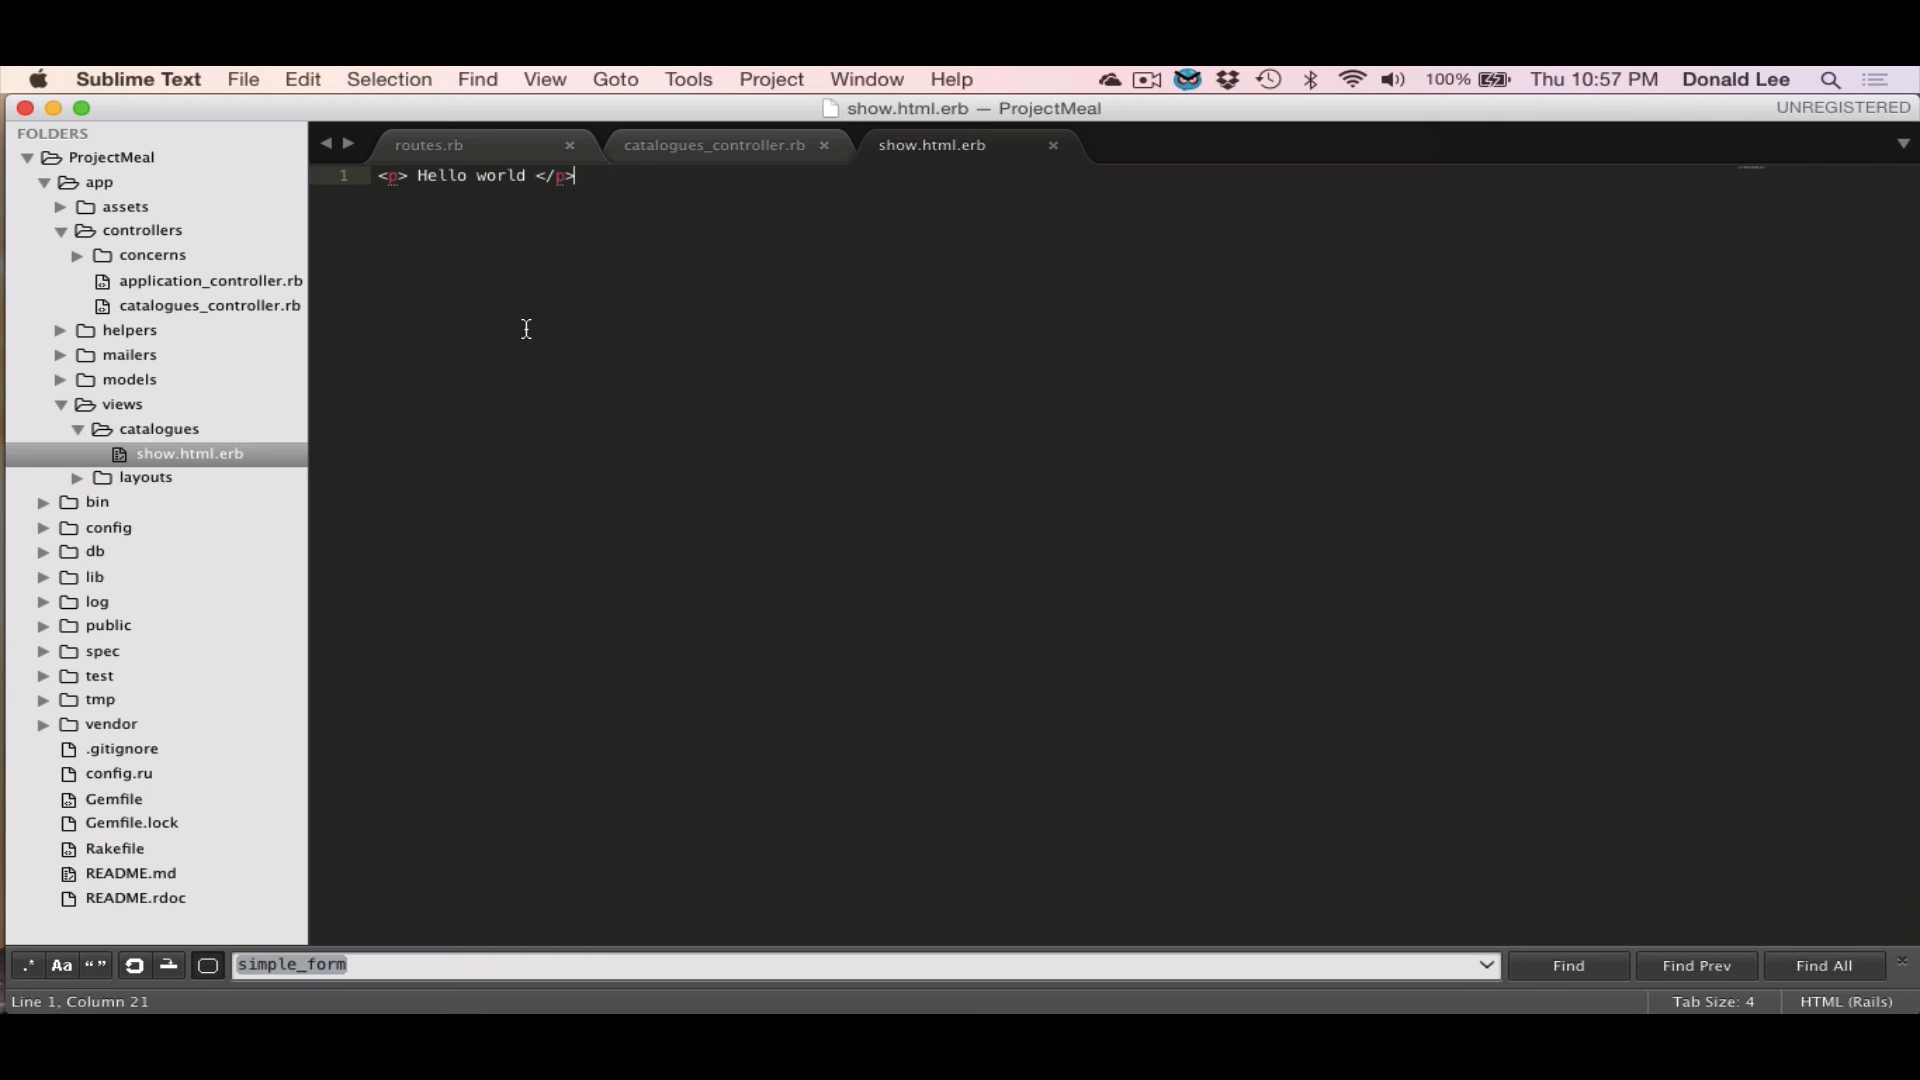 Sublime Text File Edit Selection Find View Goto Tools Project Window Help 100% Thu 10:57 PM Donald Lee
show.html.erb — ProjectMeal UNREGISTERED
FOLDERS
ProjectMeal
app
assets
controllers
concerns
application_controller.rb
catalogues_controller.rb
helpers
mailers
models
views
catalogues
show.html.erb
layouts
bin
config
db
lib
log
public
spec
test
tmp
vendor
.gitignore
config.ru
Gemfile
Gemfile.lock
Rakefile
README.md
README.rdoc
routes.rb catalogues_controller.rb show.html.erb
1 <p> Hello world </p>
.* Aa “ ” simple_form Find Find Prev Find All
Line 1, Column 21 Tab Size: 4 HTML (Rails)